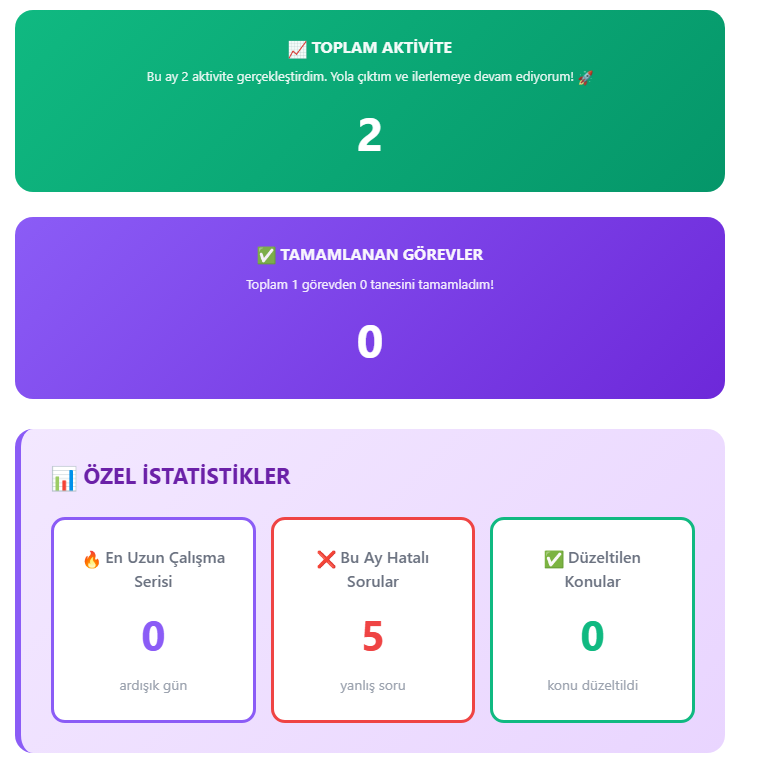 📈 TOPLAM AKTİVİTE
Bu ay 2 aktivite gerçekleştirdim. Yola çıktım ve ilerlemeye devam ediyorum! 🚀
2
✅ TAMAMLANAN GÖREVLER
Toplam 1 görevden 0 tanesini tamamladım!
0
📊 ÖZEL İSTATİSTİKLER
🔥 En Uzun Çalışma
Serisi
0
ardışık gün
❌ Bu Ay Hatalı
Sorular
5
yanlış soru
✅ Düzeltilen
Konular
0
konu düzeltildi